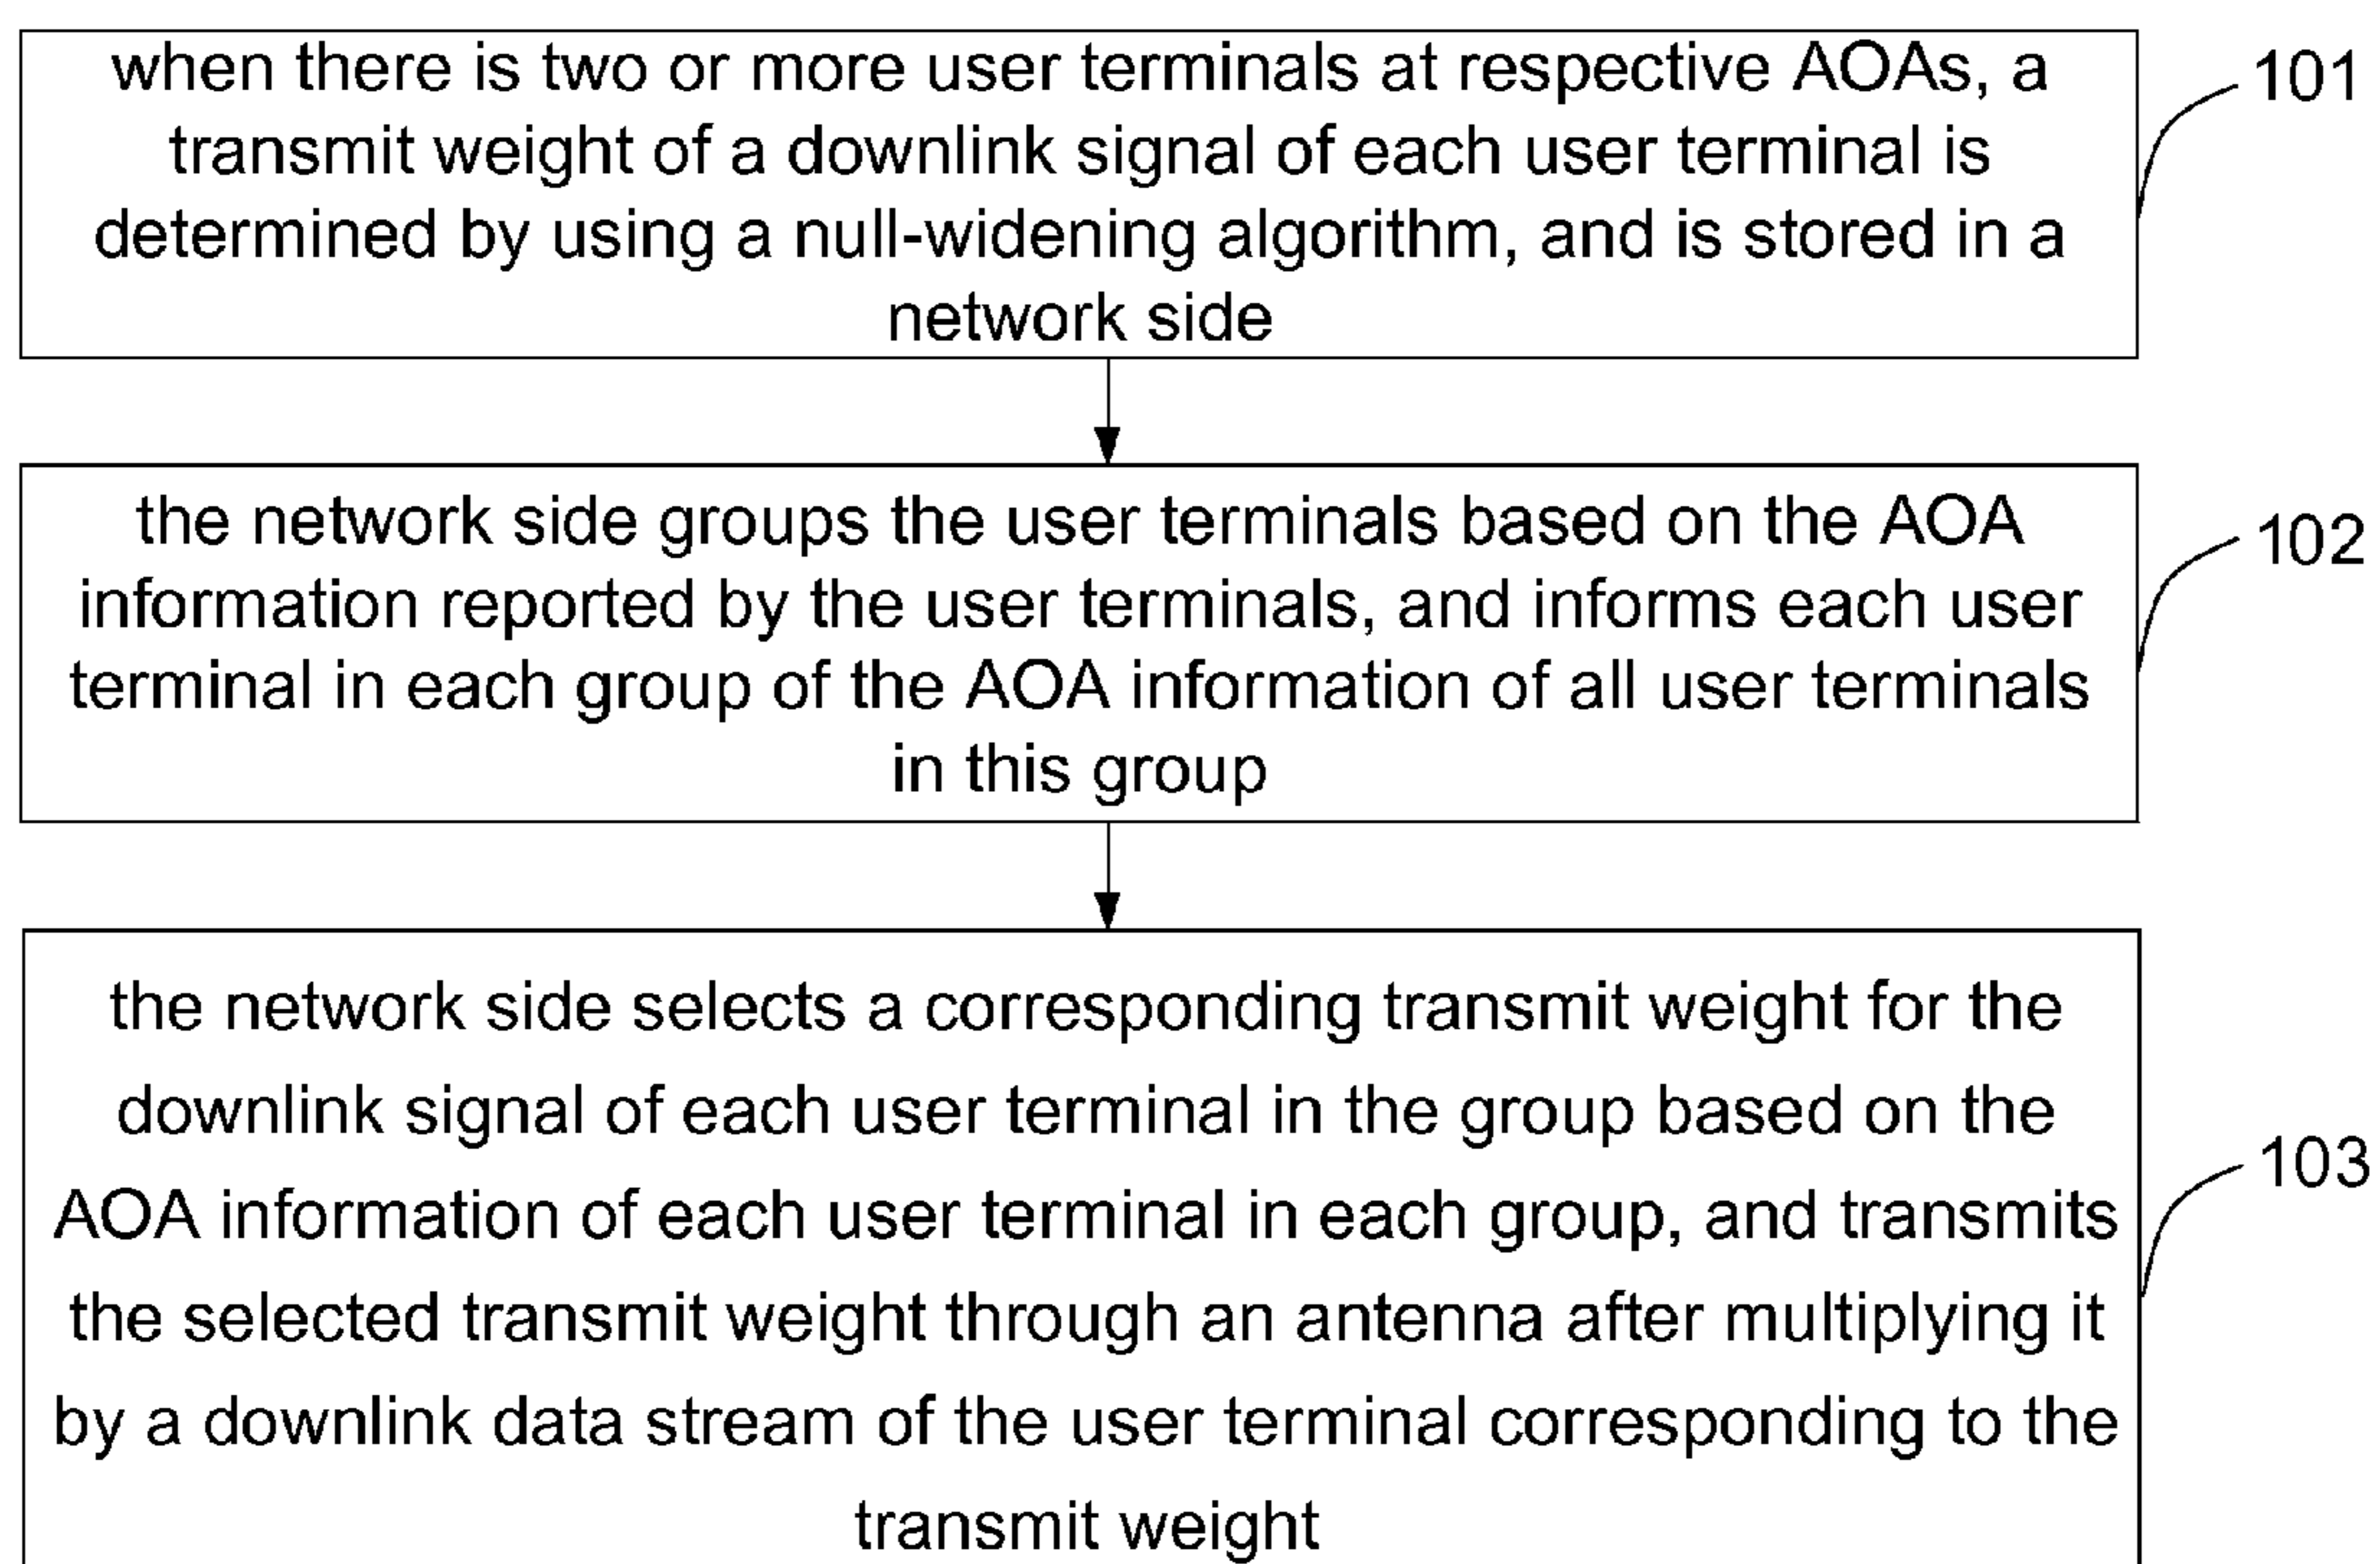 when there is two or more user terminals at respective AOAs, a
transmit weight of a downlink signal of each user terminal is
determined by using a null-widening algorithm, and is stored in a
network side
101
the network side groups the user terminals based on the AOA
information reported by the user terminals, and informs each user
terminal in each group of the AOA information of all user terminals
in this group
102
the network side selects a corresponding transmit weight for the
downlink signal of each user terminal in the group based on the
AOA information of each user terminal in each group, and transmits
the selected transmit weight through an antenna after multiplying it
by a downlink data stream of the user terminal corresponding to the
transmit weight
103